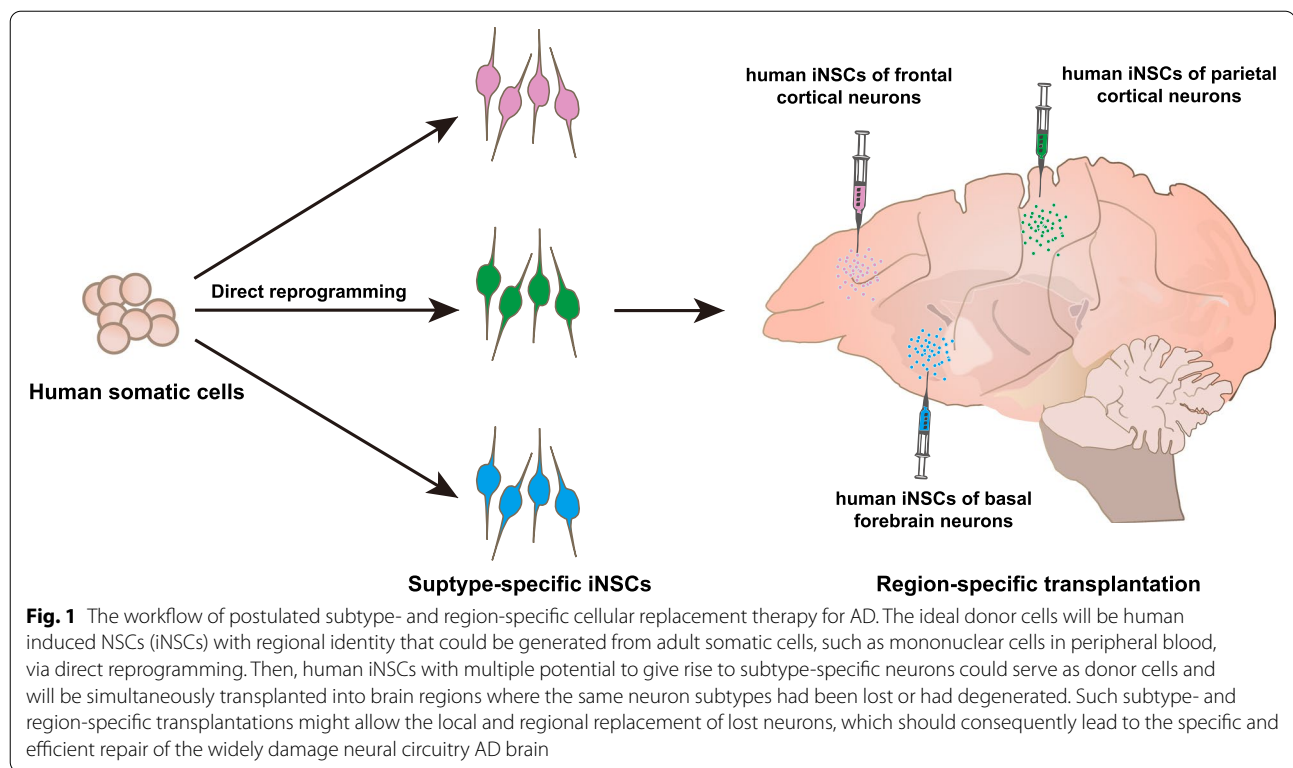 human iNSCs of frontal
cortical neurons
human iNSCs of parietal
cortical neurons
Direct reprogramming
Human somatic cells
human iNSCs of basal
forebrain neurons
Suptype-specific iNSCs
Region-specific transplantation
Fig. 1 The workflow of postulated subtype- and region-specific cellular replacement therapy for AD. The ideal donor cells will be human
induced NSCs (iNSCs) with regional identity that could be generated from adult somatic cells, such as mononuclear cells in peripheral blood,
via direct reprogramming. Then, human iNSCs with multiple potential to give rise to subtype-specific neurons could serve as donor cells and
will be simultaneously transplanted into brain regions where the same neuron subtypes had been lost or had degenerated. Such subtype- and
region-specific transplantations might allow the local and regional replacement of lost neurons, which should consequently lead to the specific and
efficient repair of the widely damage neural circuitry AD brain